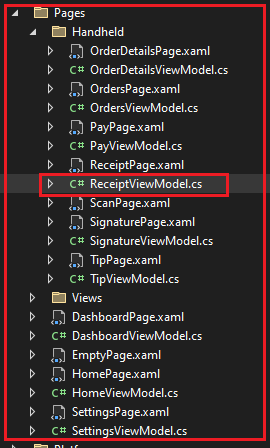 Pages
Handheld
OrderDetailsPage.xaml
C# OrderDetailsViewModel.cs
OrdersPage.xaml
C# OrdersViewModel.cs
PayPage.xaml
C# PayViewModel.cs
ReceiptPage.xaml
C# ReceiptViewModel.cs
ScanPage.xaml
SignaturePage.xaml
C# SignatureViewModel.cs
TipPage.xaml
C# TipViewModel.cs
Views
DashboardPage.xaml
C# DashboardViewModel.cs
EmptyPage.xaml
HomePage.xaml
C# HomeViewModel.cs
SettingsPage.xaml
C# SettingsViewModel.cs